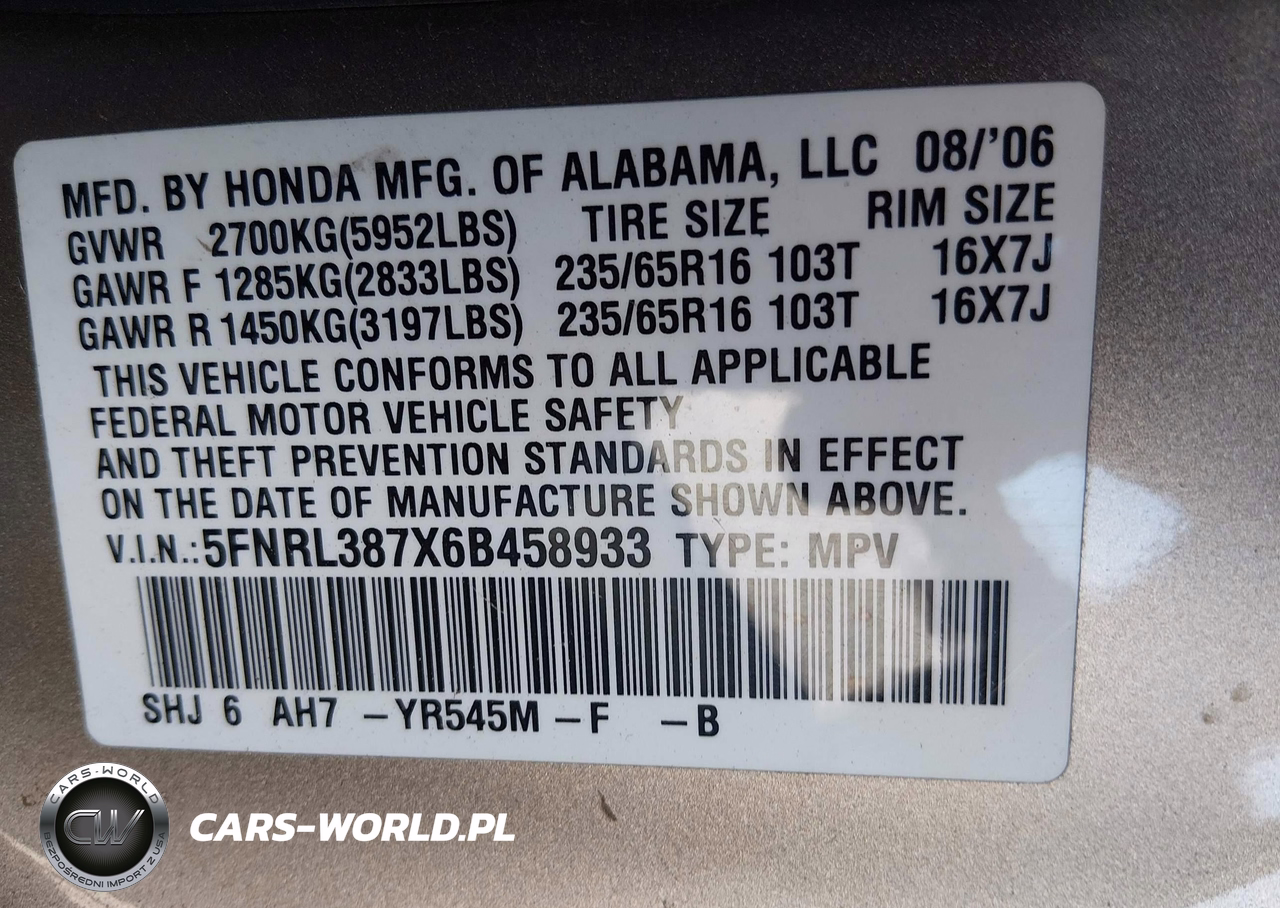 MFD. BY HONDA MFG. OF ALABAMA, LLC 08/'06
GVWR 2700KG(5952LBS) TIRE SIZE RIM SIZE
GAWR F 1285KG(2833LBS) 235/65R16 103T 16X7J
GAWR R 1450KG(3197LBS) 235/65R16 103T 16X7J
THIS VEHICLE CONFORMS TO ALL APPLICABLE
FEDERAL MOTOR VEHICLE SAFETY
AND THEFT PREVENTION STANDARDS IN EFFECT
ON THE DATE OF MANUFACTURE SHOWN ABOVE.
V.I.N.:5FNRL387X6B458933 TYPE: MPV
SHJ 6 AH7 -YR545M -F -B
CARS-WORLD
CW
BEZPOŚREDNI IMPORT Z USA
CARS-WORLD.PL